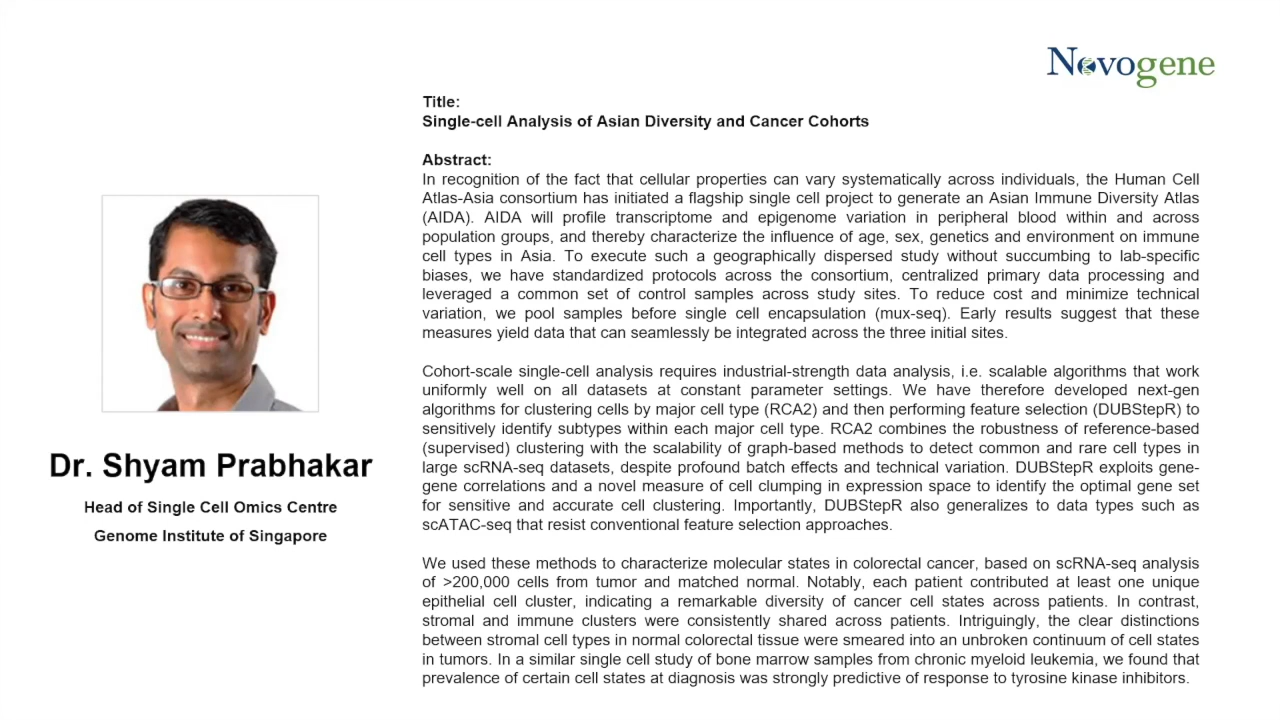 Novogene
Title:
Single-cell Analysis of Asian Diversity and Cancer Cohorts
Abstract:
In recognition of the fact that cellular properties can vary systematically across individuals, the Human Cell
Atlas-Asia consortium has initiated a flagship single cell project to generate an Asian Immune Diversity Atlas
(AIDA). AIDA will profile transcriptome and epigenome variation in peripheral blood within and across
population groups, and thereby characterize the influence of age, sex, genetics and environment on immune
cell types in Asia. To execute such a geographically dispersed study without succumbing to lab-specific
biases, we have standardized protocols across the consortium, centralized primary data processing and
leveraged a common set of control samples across study sites. To reduce cost and minimize technical
variation, we pool samples before single cell encapsulation (mux-seq). Early results suggest that these
measures yield data that can seamlessly be integrated across the three initial sites.
Cohort-scale single-cell analysis requires industrial-strength data analysis, i.e. scalable algorithms that work
uniformly well on all datasets at constant parameter settings. We have therefore developed next-gen
algorithms for clustering cells by major cell type (RCA2) and then performing feature selection (DUBStepR) to
sensitively identify subtypes within each major cell type. RCA2 combines the robustness of reference-based
(supervised) clustering with the scalability of graph-based methods to detect common and rare cell types in
large scRNA-seq datasets, despite profound batch effects and technical variation. DUBStepR exploits gene-
gene correlations and a novel measure of cell clumping in expression space to identify the optimal gene set
for sensitive and accurate cell clustering. Importantly, DUBStepR also generalizes to data types such as
scATAC-seq that resist conventional feature selection approaches.
We used these methods to characterize molecular states in colorectal cancer, based on scRNA-seq analysis
of >200,000 cells from tumor and matched normal. Notably, each patient contributed at least one unique
epithelial cell cluster, indicating a remarkable diversity of cancer cell states across patients. In contrast,
stromal and immune clusters were consistently shared across patients. Intriguingly, the clear distinctions
between stromal cell types in normal colorectal tissue were smeared into an unbroken continuum of cell states
in tumors. In a similar single cell study of bone marrow samples from chronic myeloid leukemia, we found that
prevalence of certain cell states at diagnosis was strongly predictive of response to tyrosine kinase inhibitors.
Dr. Shyam Prabhakar
Head of Single Cell Omics Centre
Genome Institute of Singapore